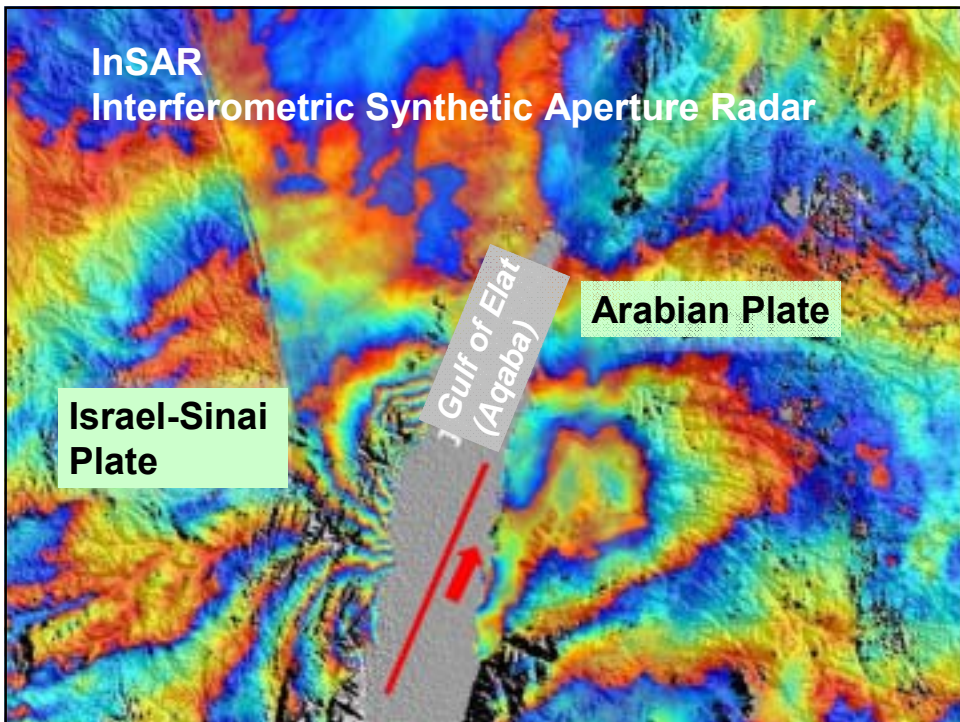 InSAR
Interferometric Synthetic Aperture Radar
Gulf of Elat
(Aqaba)
Arabian Plate
Israel-Sinai
Plate